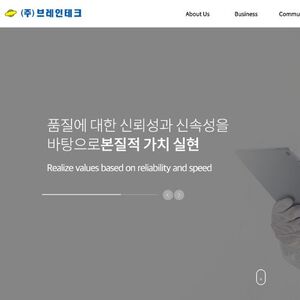 (주) 브레인테크
About Us
Business
Commu
품질에 대한 신뢰성과 신속성을
바탕으로본질적 가치 실현
Realize values based on reliability and speed